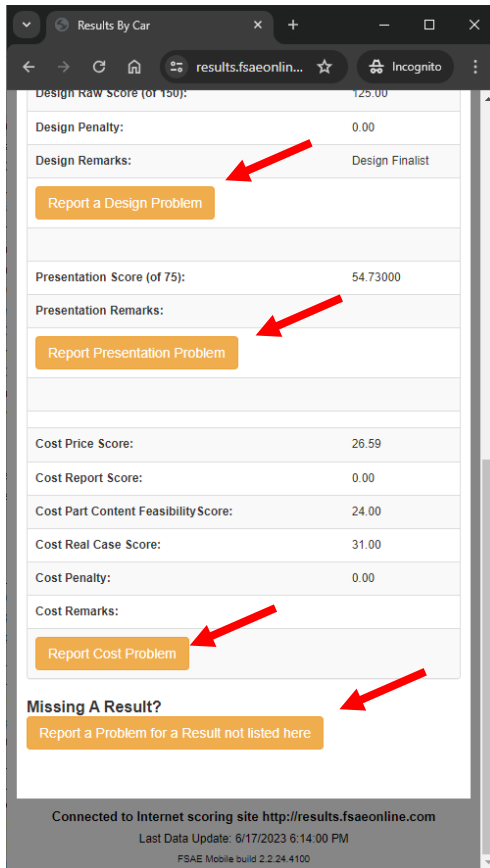 Results By Car
results.fsaeonlin...
Incognito
Design Raw Score (of 150): 125.00
Design Penalty: 0.00
Design Remarks: Design Finalist
Report a Design Problem
Presentation Score (of 75): 54.73000
Presentation Remarks:
Report Presentation Problem
Cost Price Score: 26.59
Cost Report Score: 0.00
Cost Part Content FeasibilityScore: 24.00
Cost Real Case Score: 31.00
Cost Penalty: 0.00
Cost Remarks:
Report Cost Problem
Missing A Result?
Report a Problem for a Result not listed here
Connected to Internet scoring site http://results.fsaeonline.com
Last Data Update: 6/17/2023 6:14:00 PM
FSAE Mobile build 2.2.24.4100